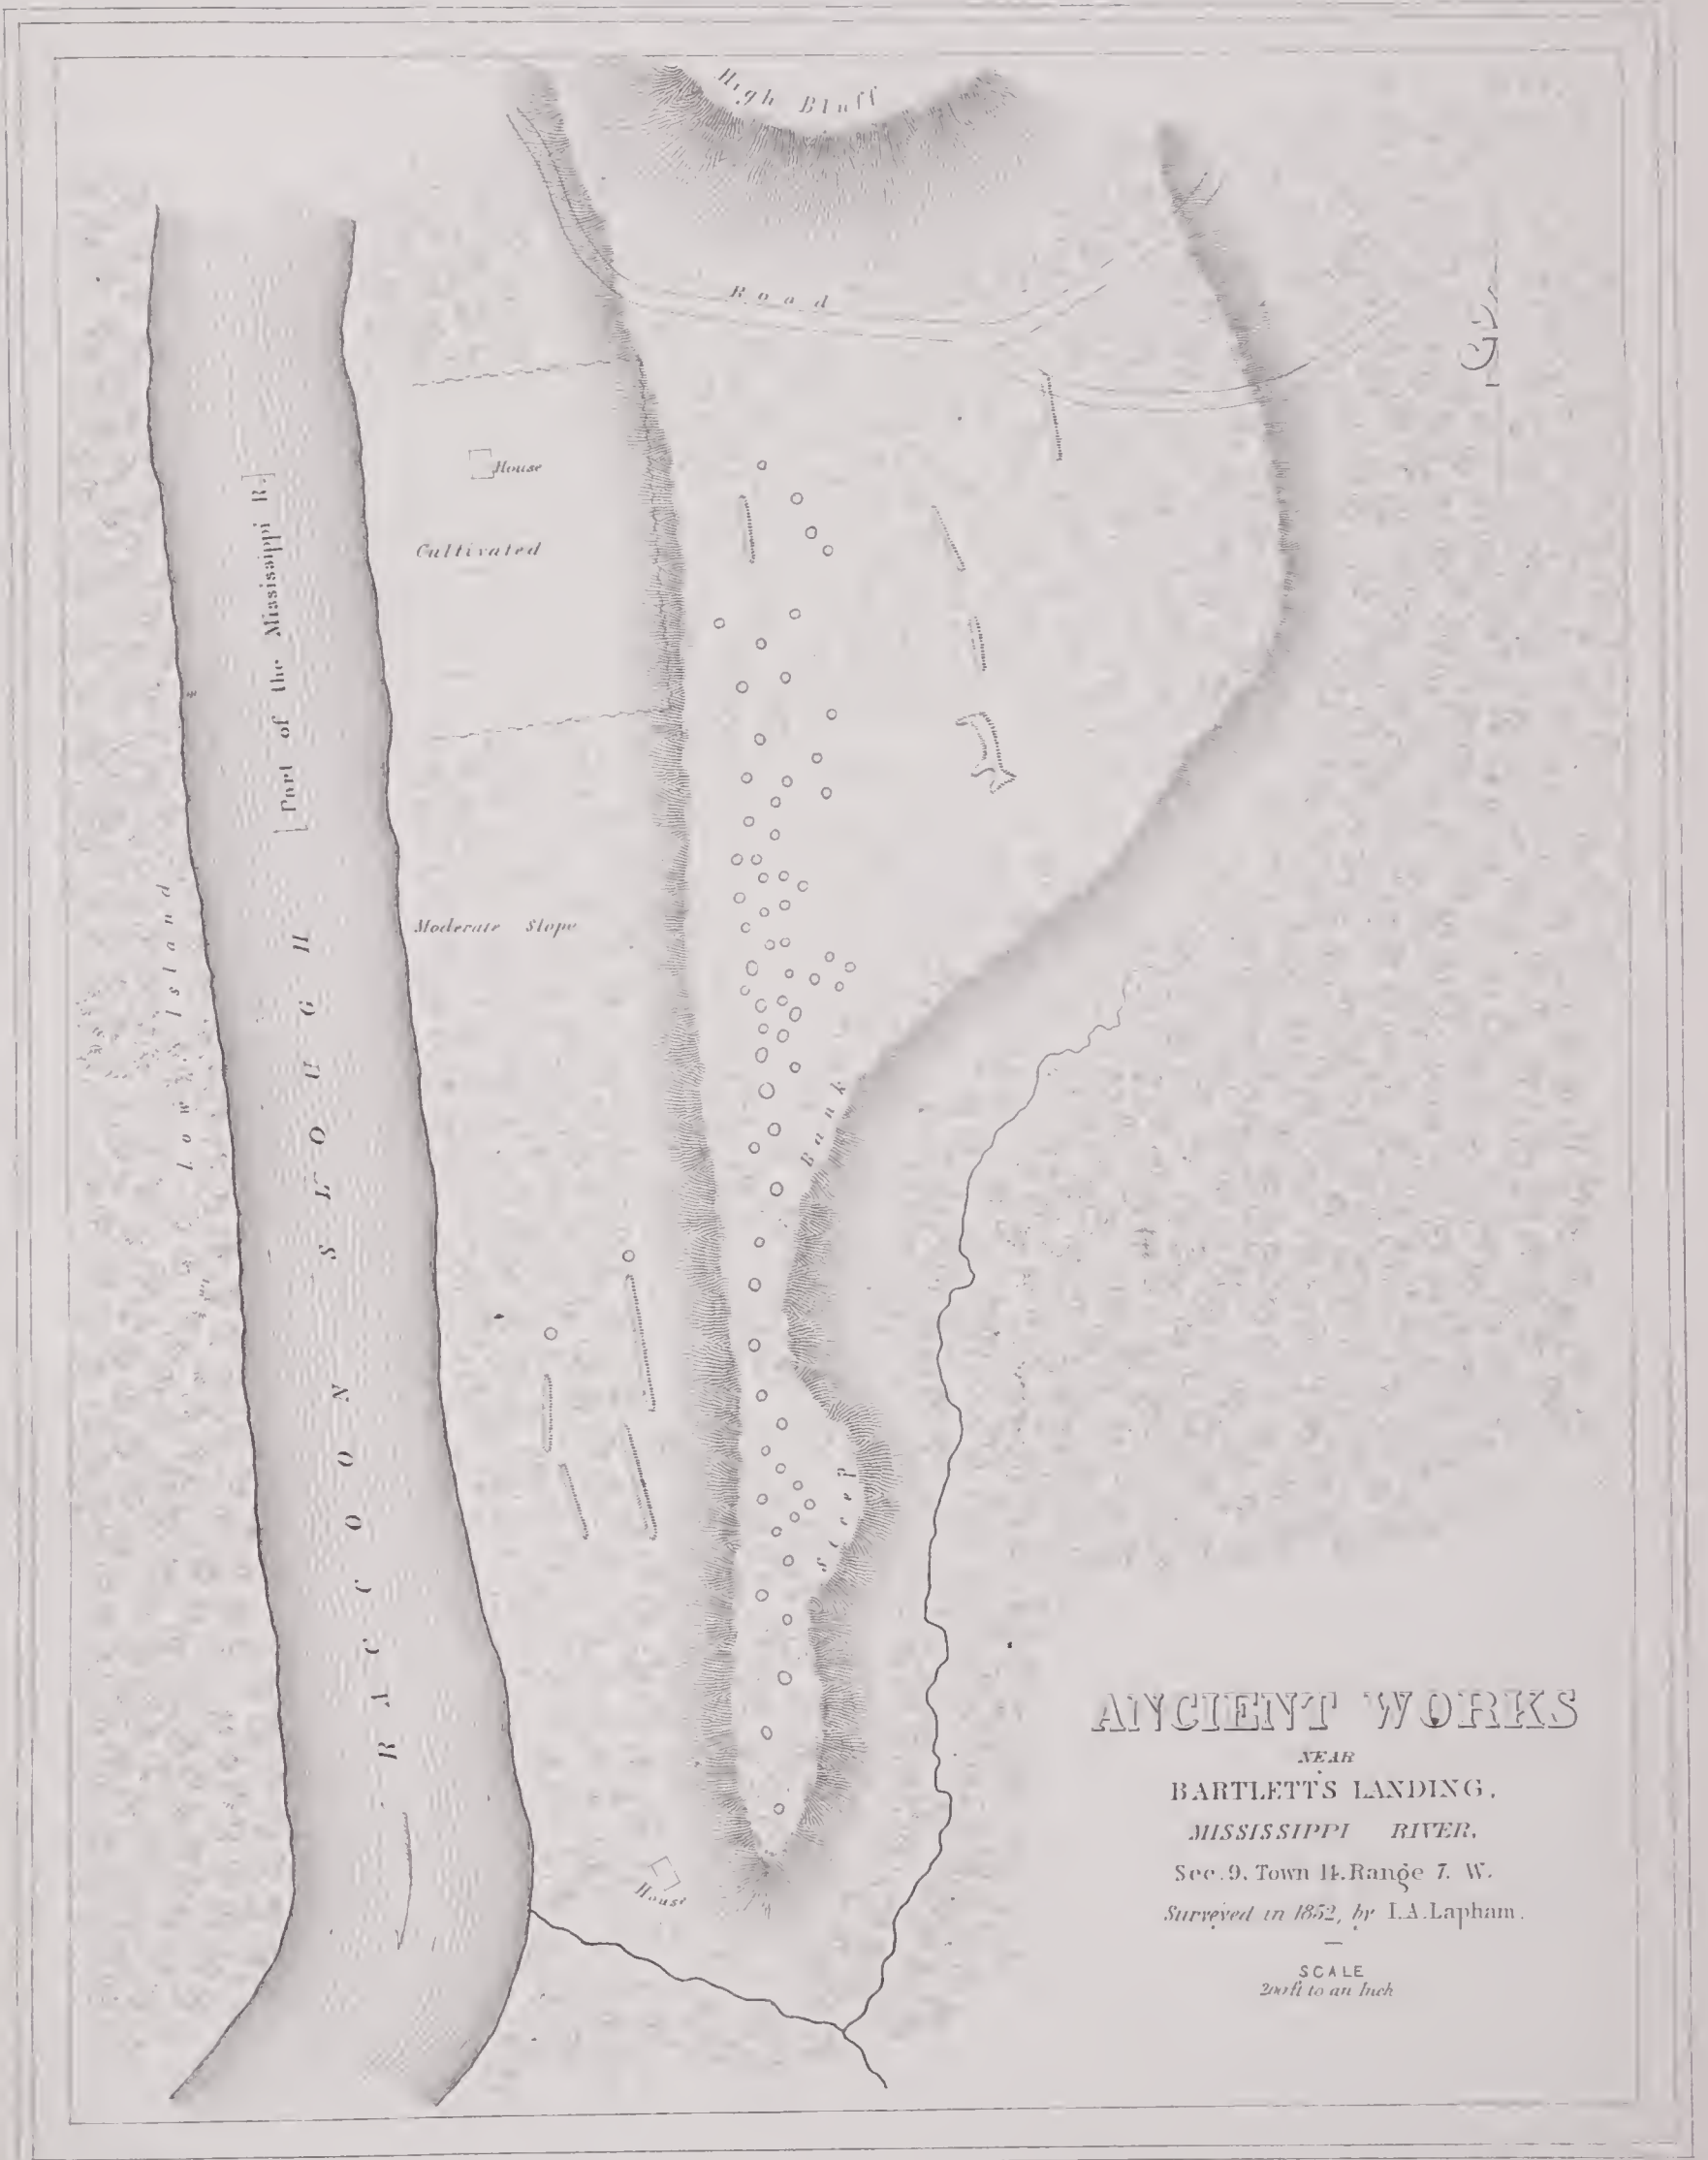 High Bluff
Road
House
Cultivated
[Part of the Mississippi R.]
Moderate Slope
Low Island
RACCOON SLOUGH
Steep Bank
House
ANCIENT WORKS
NEAR
BARTLETT'S LANDING,
MISSISSIPPI RIVER,
Sec. 9. Town 11. Range 7. W.
Surveyed in 1852, by I.A. Lapham.
SCALE
200 ft to an Inch